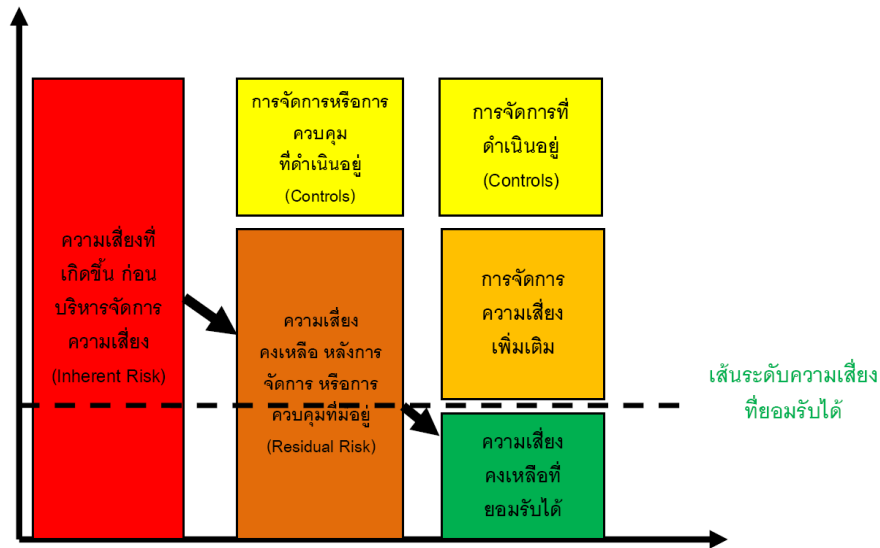 ความเสี่ยงที่
เกิดขึ้น ก่อน
บริหารจัดการ
ความเสี่ยง
(Inherent Risk)
การจัดการหรือการ
ควบคุม
ที่ดำเนินอยู่
(Controls)
ความเสี่ยง
คงเหลือ หลังการ
จัดการ หรือการ
ควบคุมที่มีอยู่
(Residual Risk)
การจัดการที่
ดำเนินอยู่
(Controls)
การจัดการ
ความเสี่ยง
เพิ่มเติม
ความเสี่ยง
คงเหลือที่
ยอมรับได้
เส้นระดับความเสี่ยง
ที่ยอมรับได้